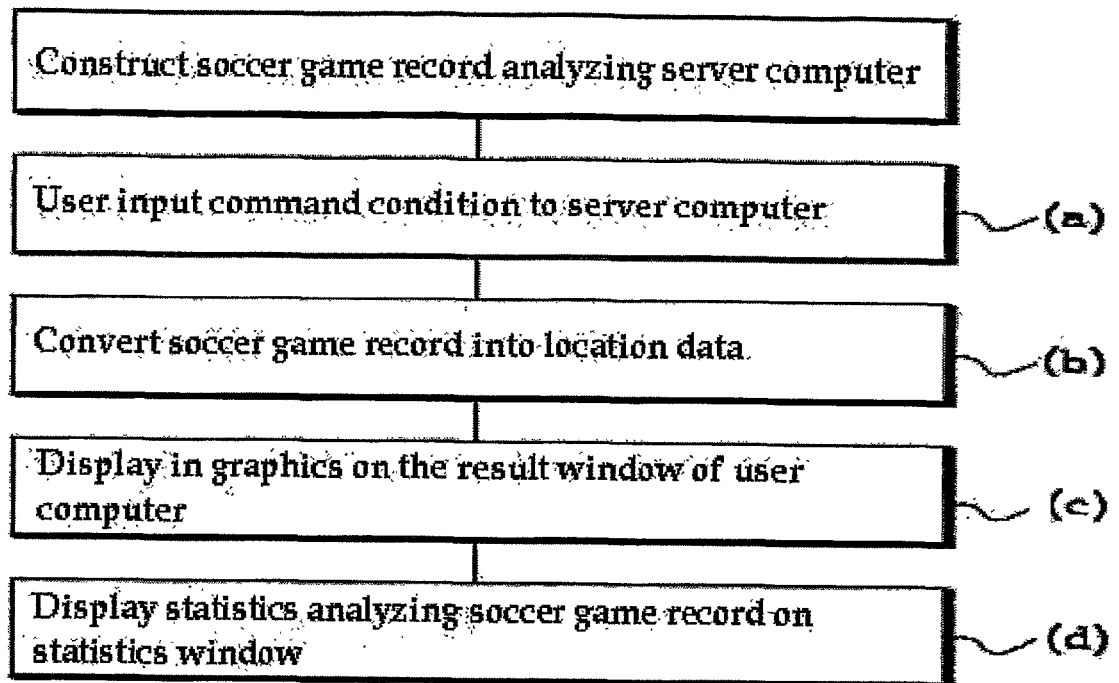 Construct soccer game record analyzing server computer
User input command condition to server computer
(a)
Convert soccer game record into location data
(b)
Display in graphics on the result window of user
computer
(c)
Display statistics analyzing soccer game record on
statistics window
(d)